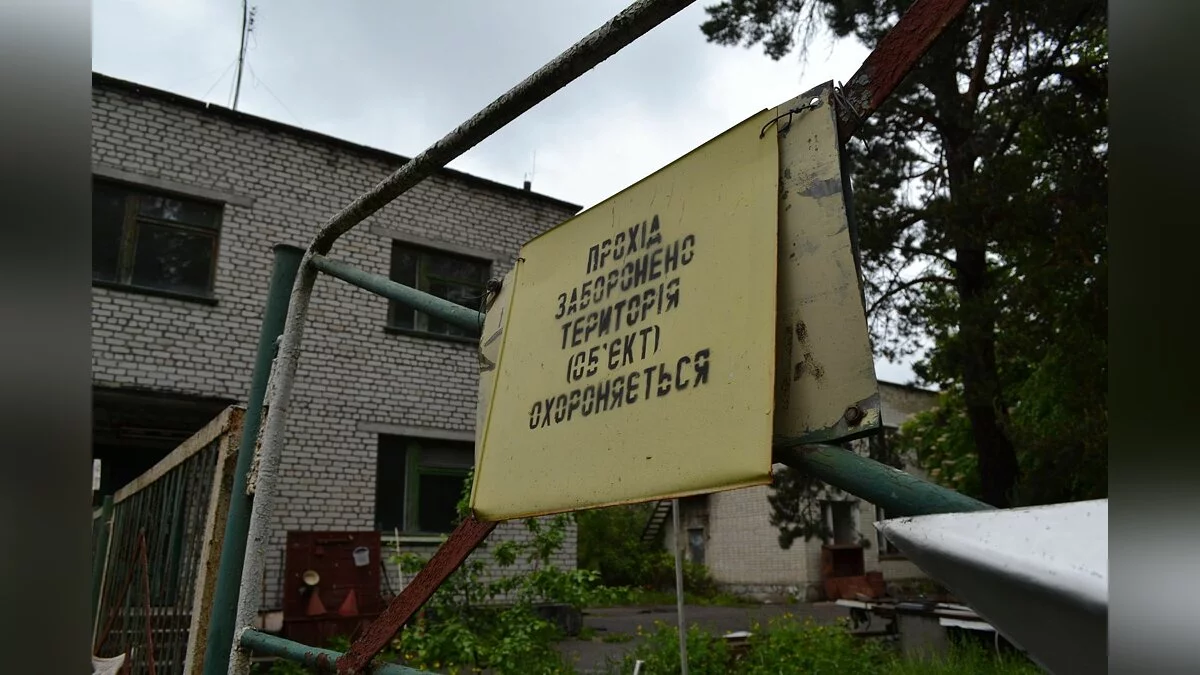 ПРОХІД
ЗАБОРОНЕНО
ТЕРИТОРІЯ
(ОБ'ЄКТ)
ОХОРОНЯЄТЬСЯ